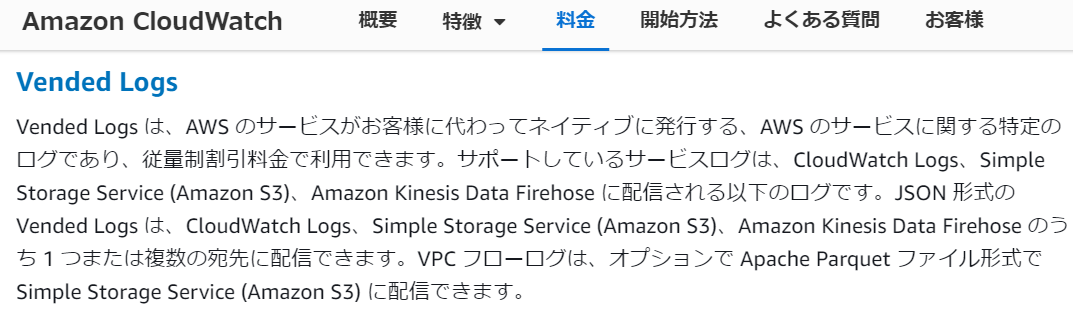 Amazon CloudWatch 概要 特徴 料金 開始方法 よくある質問 お客様
Vended Logs
Vended Logs は、AWS のサービスがお客様に代わってネイティブに発行する、AWS のサービスに関する特定の
ログであり、従量制割引料金で利用できます。サポートしているサービスログは、CloudWatch Logs、Simple
Storage Service (Amazon S3)、Amazon Kinesis Data Firehose に配信される以下のログです。JSON 形式の
Vended Logs は、CloudWatch Logs、Simple Storage Service (Amazon S3)、Amazon Kinesis Data Firehose のう
ち 1 つまたは複数の宛先に配信できます。VPC フローログは、オプションで Apache Parquet ファイル形式で
Simple Storage Service (Amazon S3) に配信できます。